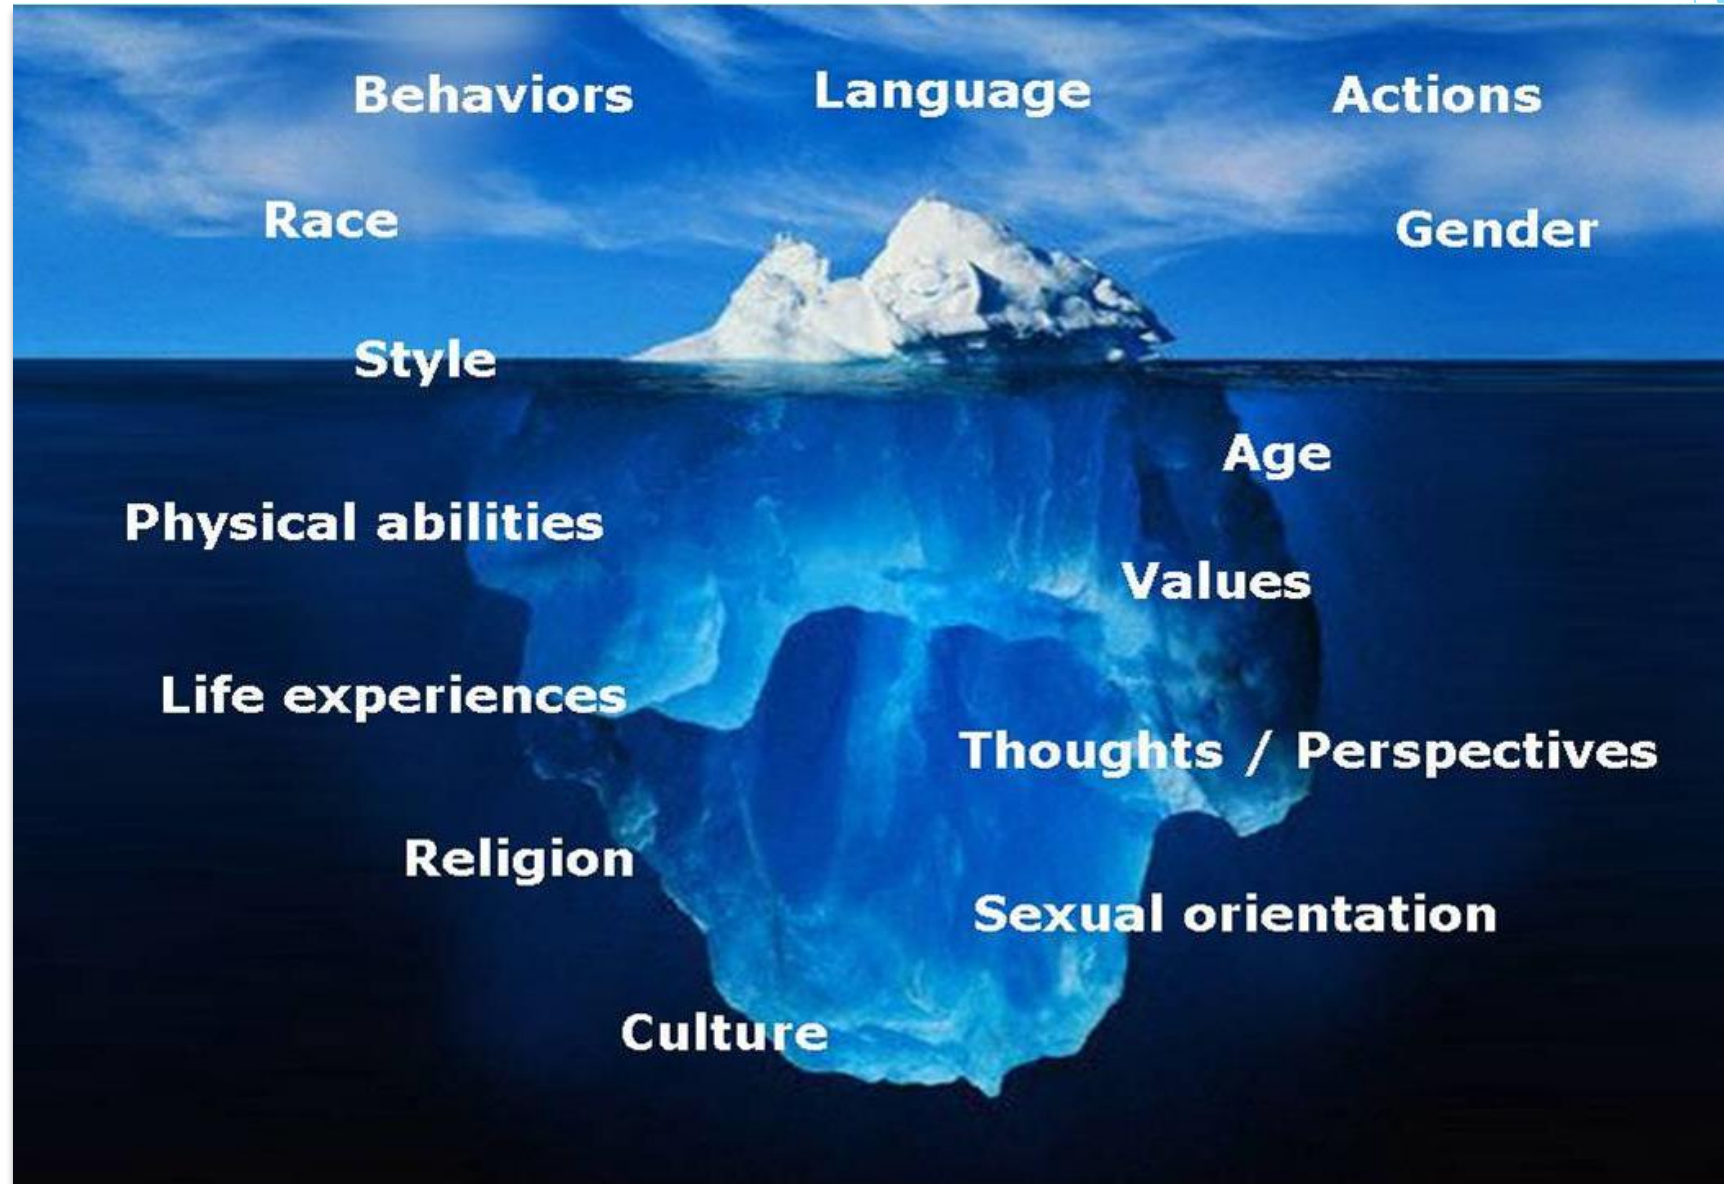 Behaviors Language Actions
Race Gender
Style
Age
Physical abilities
Values
Life experiences
Thoughts / Perspectives
Religion
Sexual orientation
Culture